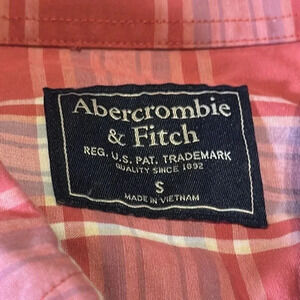 Abercrombie
& Fitch
REG. U.S. PAT. TRADEMARK
QUALITY SINCE 1892
S
MADE IN VIETNAM